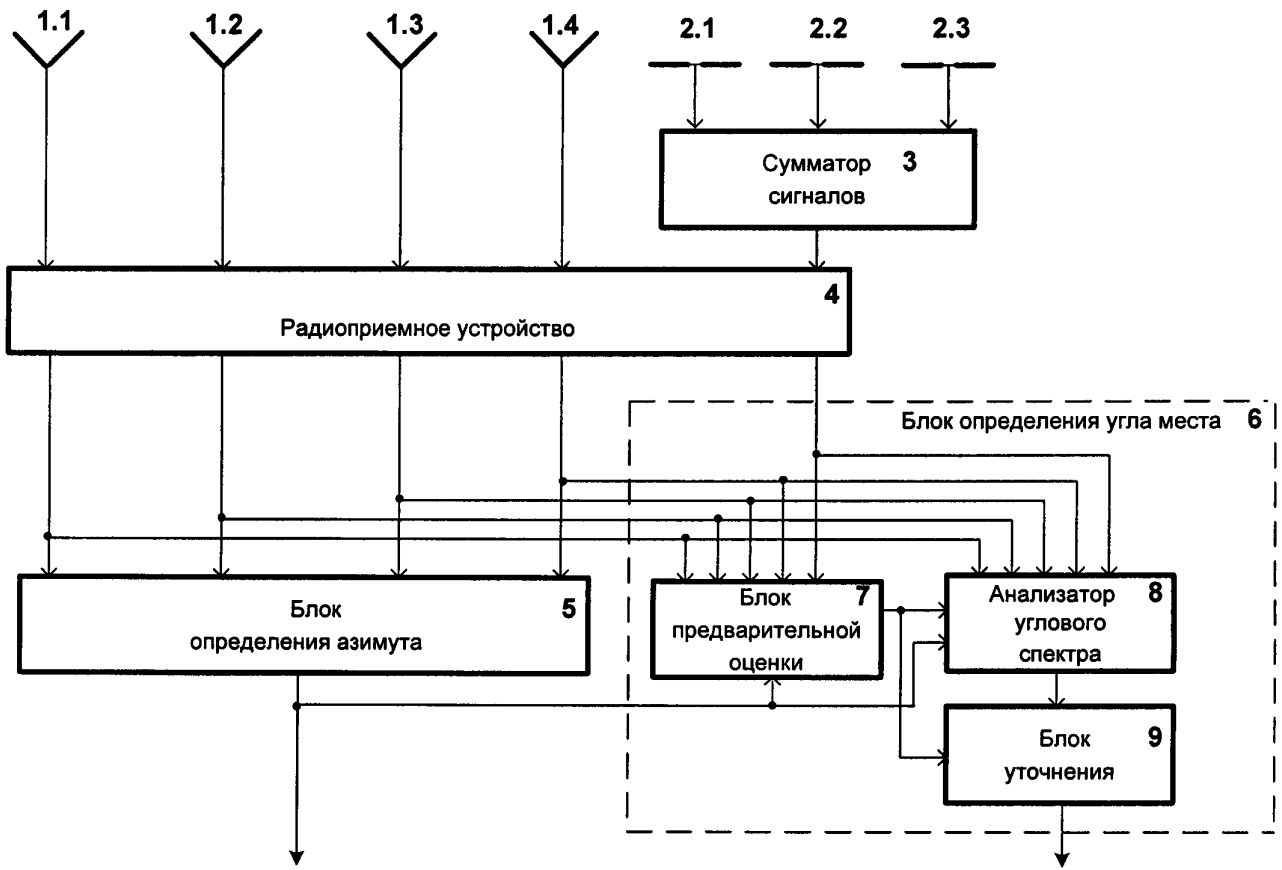 1.1
1.2
1.3
1.4
2.1
2.2
2.3
Сумматор 3
сигналов
4
Радиоприемное устройство
Блок определения угла места 6
Блок 5
определения азимута
Блок 7
предварительной
оценки
Анализатор 8
углового
спектра
Блок 9
уточнения